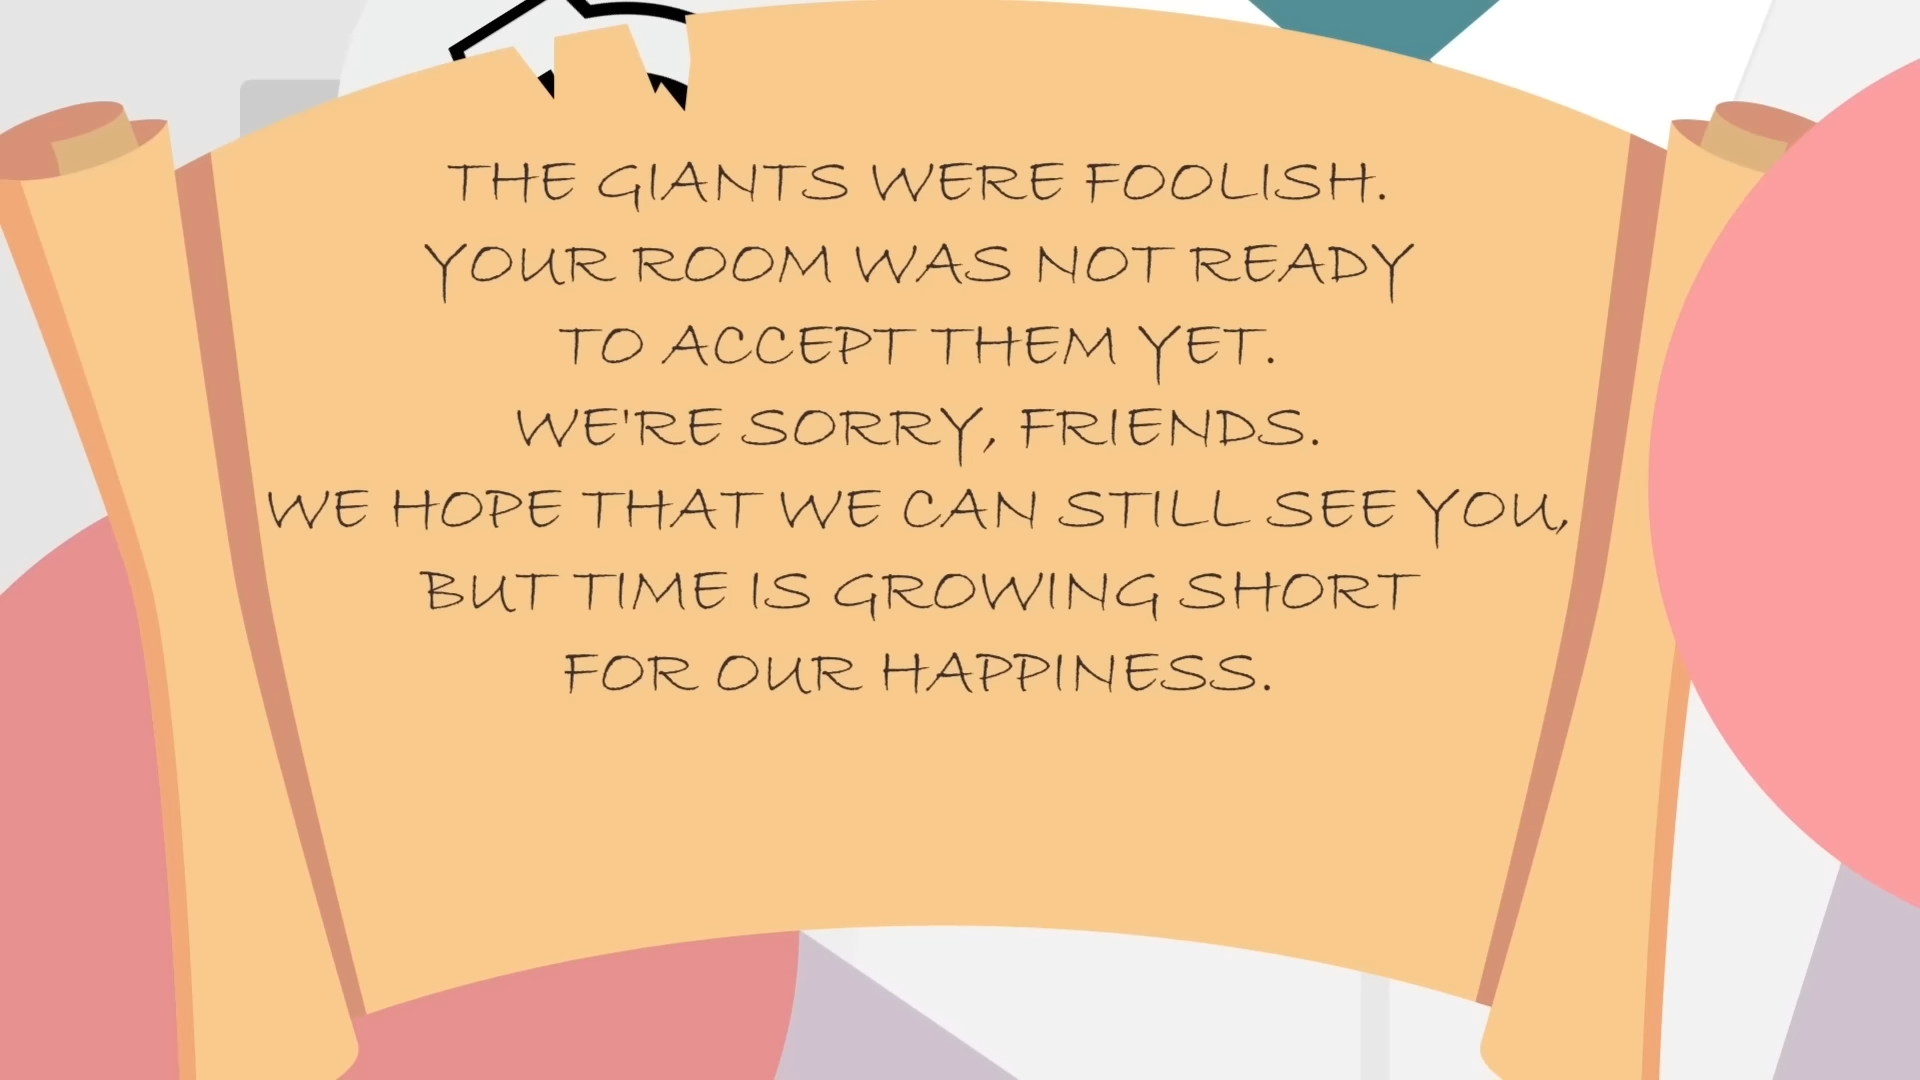 THE GIANTS WERE FOOLISH.
YOUR ROOM WAS NOT READY
TO ACCEPT THEM YET.
WE'RE SORRY, FRIENDS.
WE HOPE THAT WE CAN STILL SEE YOU,
BUT TIME IS GROWING SHORT
FOR OUR HAPPINESS.